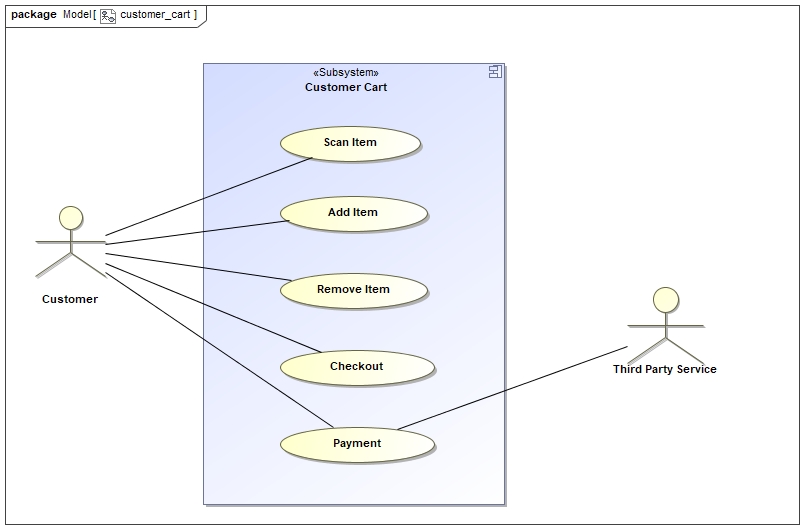 package Model[ customer_cart ]
«Subsystem»
Customer Cart
Scan Item
Add Item
Remove Item
Customer
Checkout
Third Party Service
Payment